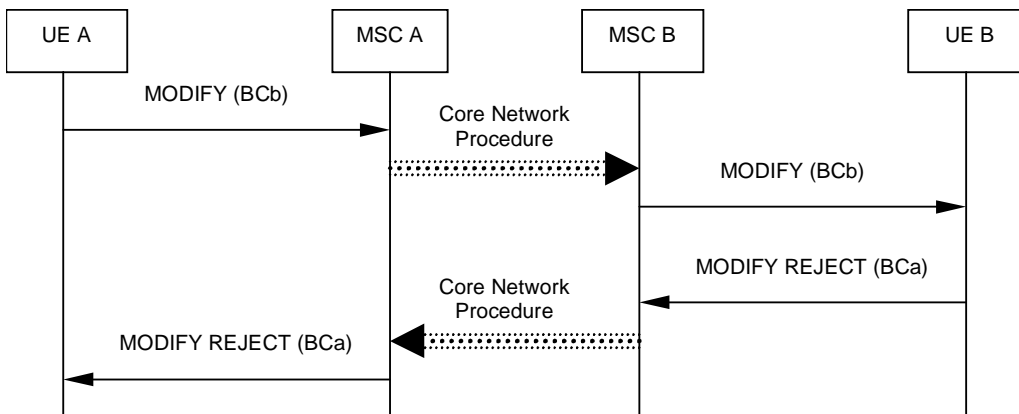 UE A
MSC A
MSC B
UE B
MODIFY (BCb)
Core Network
Procedure
MODIFY (BCb)
MODIFY REJECT (BCa)
Core Network
Procedure
MODIFY REJECT (BCa)